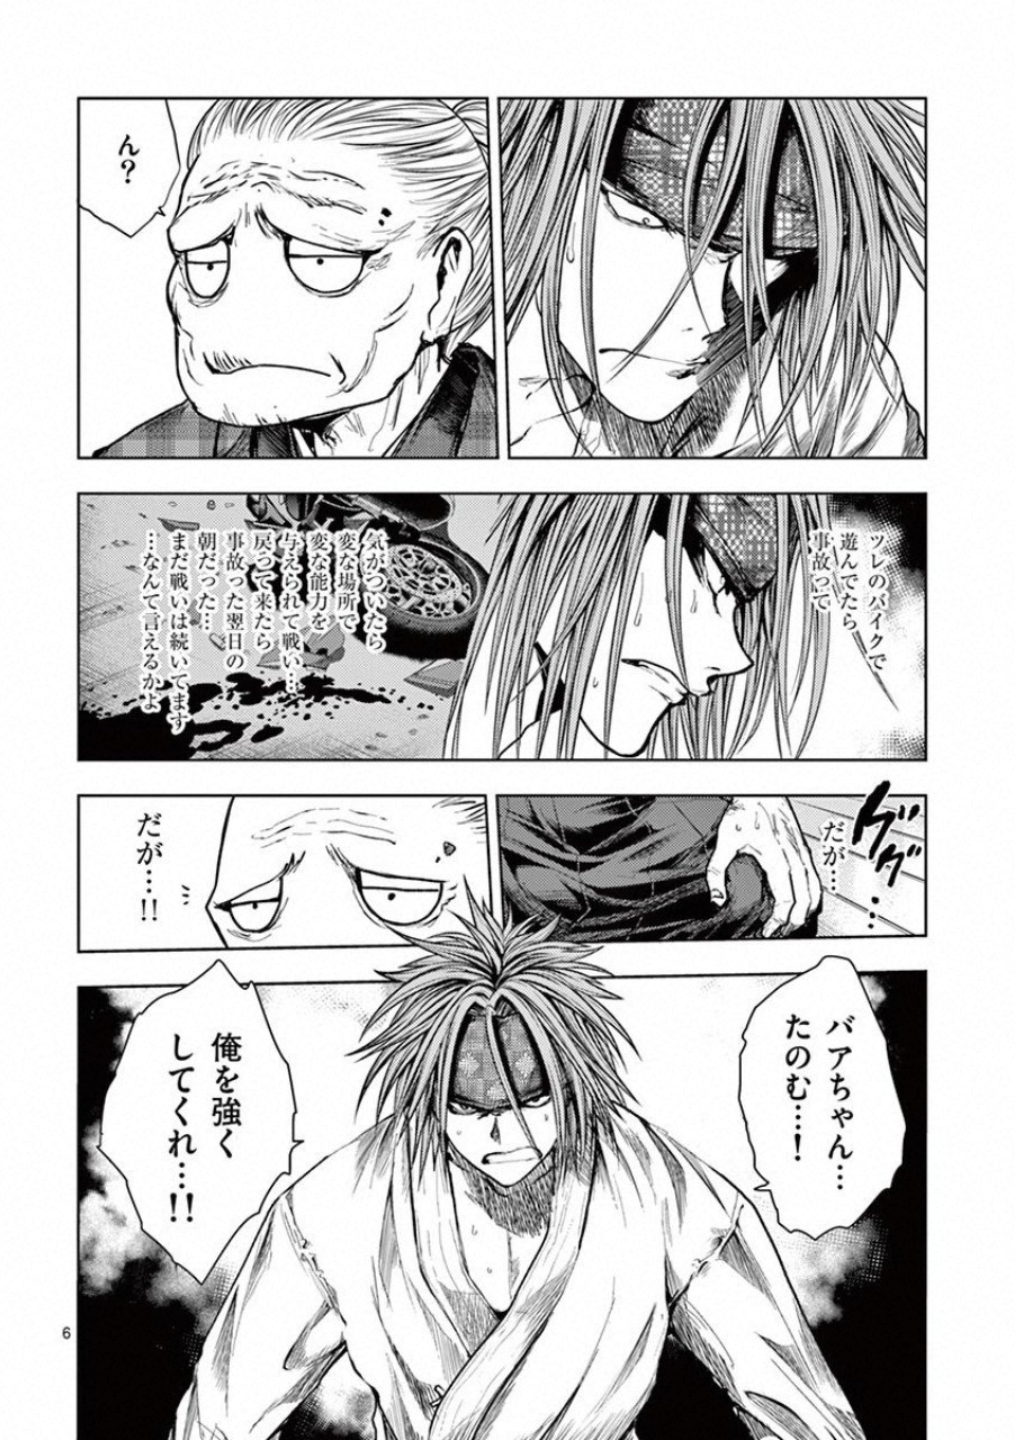 ん?
ツレのバイクで
遊んでたら
事故って
気がついたら
変な場所で
変な能力を
与えられて戦い…
戻って来たら
事故った翌日の
朝だった…
まだ戦いは続いてます
…なんて言えるかよ
ググ…
だが…
だが…!!
バアちゃん…
たのむ…!
俺を強く
してくれ…!!
6